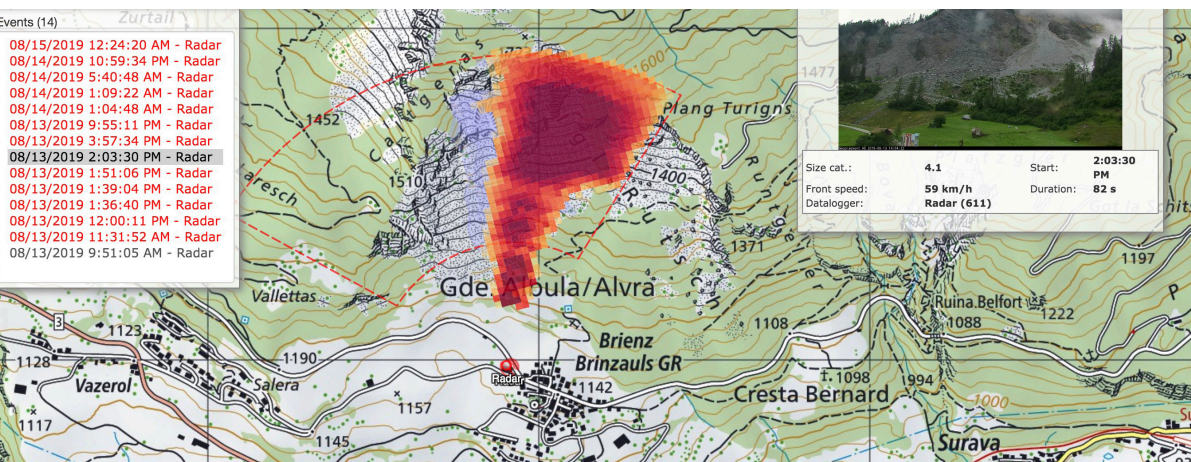 Events (14)
08/15/2019 12:24:20 AM - Radar
08/14/2019 10:59:34 PM - Radar
08/14/2019 5:40:48 AM - Radar
08/14/2019 1:09:22 AM - Radar
08/14/2019 1:04:48 AM - Radar
08/13/2019 9:55:11 PM - Radar
08/13/2019 3:57:34 PM - Radar
08/13/2019 2:03:30 PM - Radar
08/13/2019 1:51:06 PM - Radar
08/13/2019 1:39:04 PM - Radar
08/13/2019 1:36:40 PM - Radar
08/13/2019 12:00:11 PM - Radar
08/13/2019 11:31:52 AM - Radar
08/13/2019 9:51:05 AM - Radar
Zurtail
1600
1477
Plang Turigns
1452
Caltgeras
1510
1400
Rutsch
Runtget
1371
aresch
Vallettas
Gde. Albula/Alvra
Size cat.: 4.1 Start: 2:03:30 PM
Front speed: 59 km/h Duration: 82 s
Datalogger: Radar (611)
1197
Ruina Belfort
1088
1222
1108
3
1123
1128
1190
Brienz
Brinzauls GR
Radar
1142
Vazerol
Salera
1157
1098
994
Cresta Bernard
1000
1117
1145
Surava